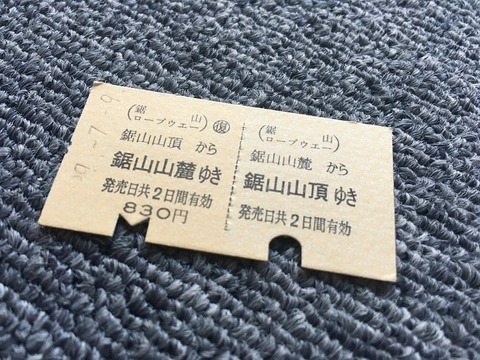 (鋸山
ロープウエー)
復
鋸山山頂 から
鋸山山麓 ゆき
発売日共2日間有効
830円
(鋸山
ロープウエー)
鋸山山麓 から
鋸山山頂 ゆき
発売日共2日間有効